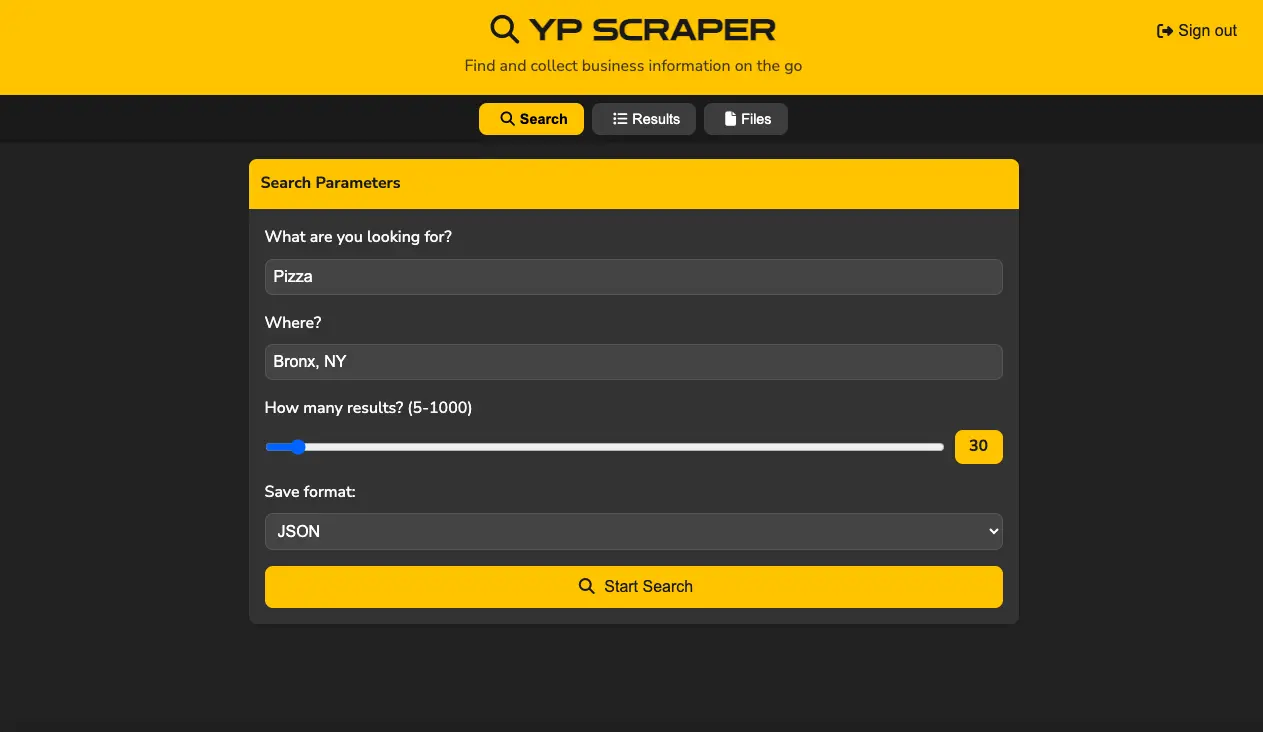 YP SCRAPER
Sign out
Find and collect business information on the go
Search
Results
Files
Search Parameters
What are you looking for?
Pizza
Where?
Bronx, NY
How many results? (5-1000)
30
Save format:
JSON
Start Search